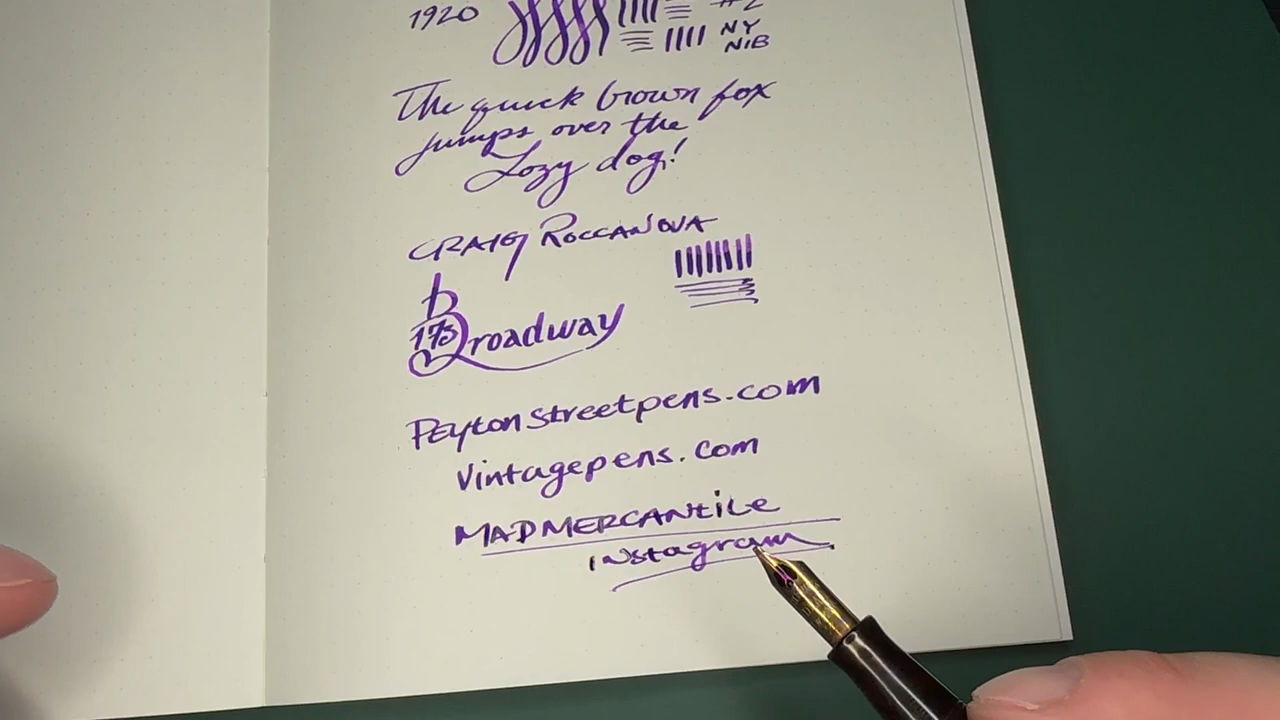 1920
#2
NY
NIB
The quick brown fox
jumps over the
Lazy dog!
CRAIG ROCCANOVA
173
Broadway
PEytonStreetpens.com
Vintagepens.com
MADMERCANtiLe
iNstagram